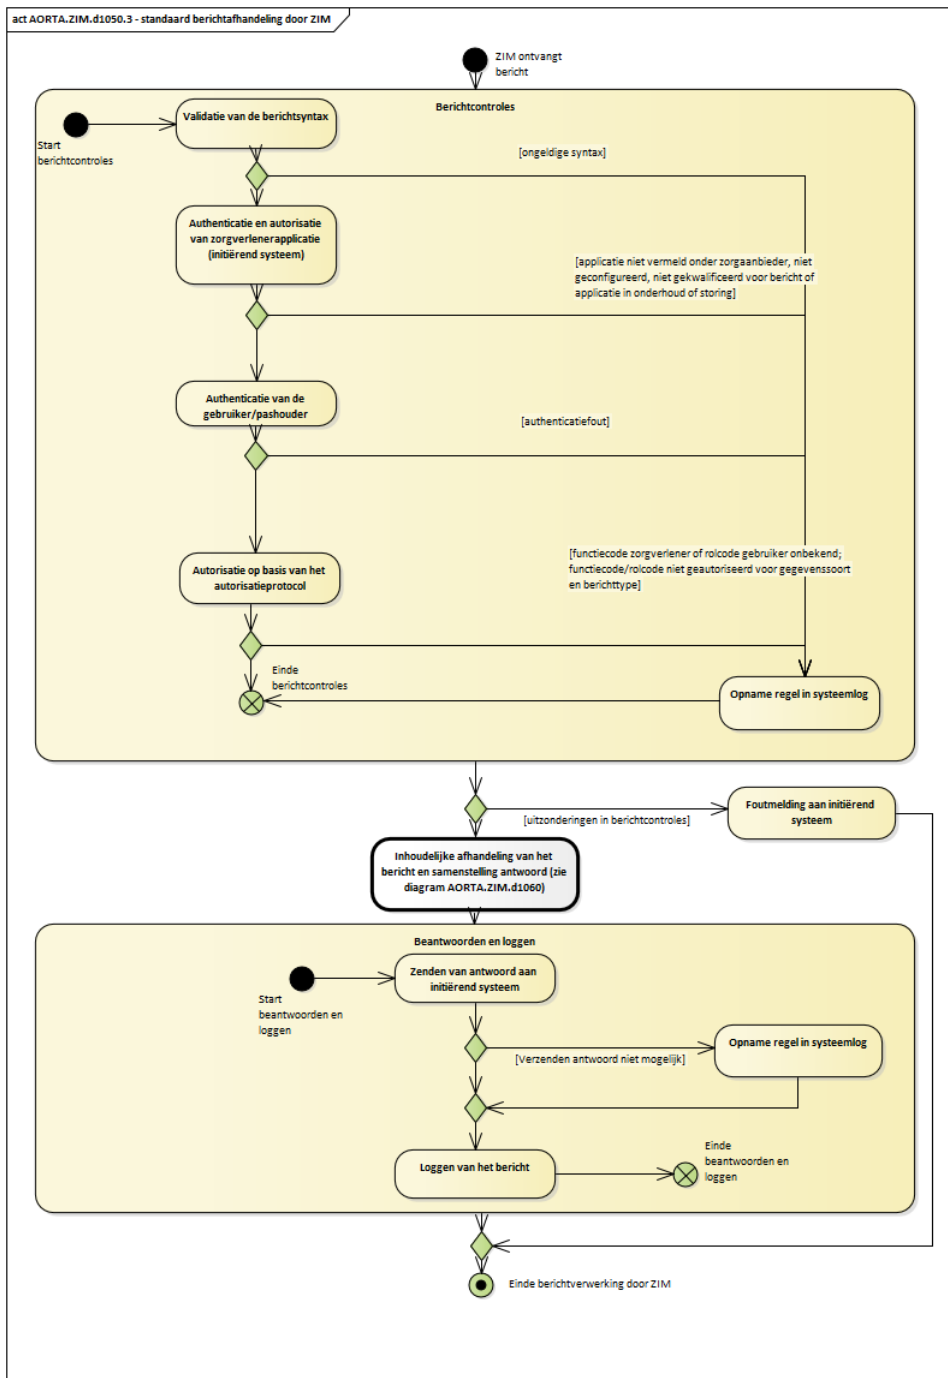 act AORTA.ZIM.d1050.3 - standaard berichtafhandeling door ZIM
ZIM ontvangt
bericht
Berichtcontroles
Start
berichtcontroles
Validatie van de berichtsyntax
[ongeldige syntax]
Authenticatie en autorisatie
van zorgverlenerapplicatie
(initiërend systeem)
[applicatie niet vermeld onder zorgaanbieder, niet
geconfigureerd, niet gekwalificeerd voor bericht of
applicatie in onderhoud of storing]
Authenticatie van de
gebruiker/pashouder
[authenticatiefout]
[functiecode zorgverlener of rolcode gebruiker onbekend;
functiecode/rolcode niet geautoriseerd voor gegevenssoort
en berichttype]
Autorisatie op basis van het
autorisatieprotocol
Einde
berichtcontroles
Opname regel in systeemlog
Foutmelding aan initiërend
systeem
[uitzonderingen in berichtcontroles]
Inhoudelijke afhandeling van het
bericht en samenstelling antwoord (zie
diagram AORTA.ZIM.d1060)
Beantwoorden en loggen
Start
beantwoorden en
loggen
Zenden van antwoord aan
initiërend systeem
[Verzenden antwoord niet mogelijk]
Opname regel in systeemlog
Loggen van het bericht
Einde
beantwoorden en
loggen
Einde berichtverwerking door ZIM